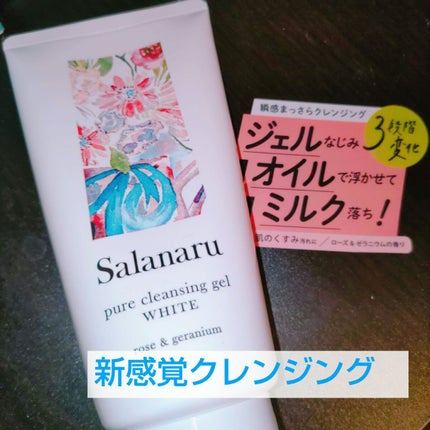 Salanaru
pure cleansing gel
WHITE
rose & geranium
瞬感まっさらクレンジング
ジェルなじみ
オイルで浮かせて
ミルク落ち!
3段階
変化
肌のくすみ汚れに/ローズ&ゼラニウムの香り
新感覚クレンジング